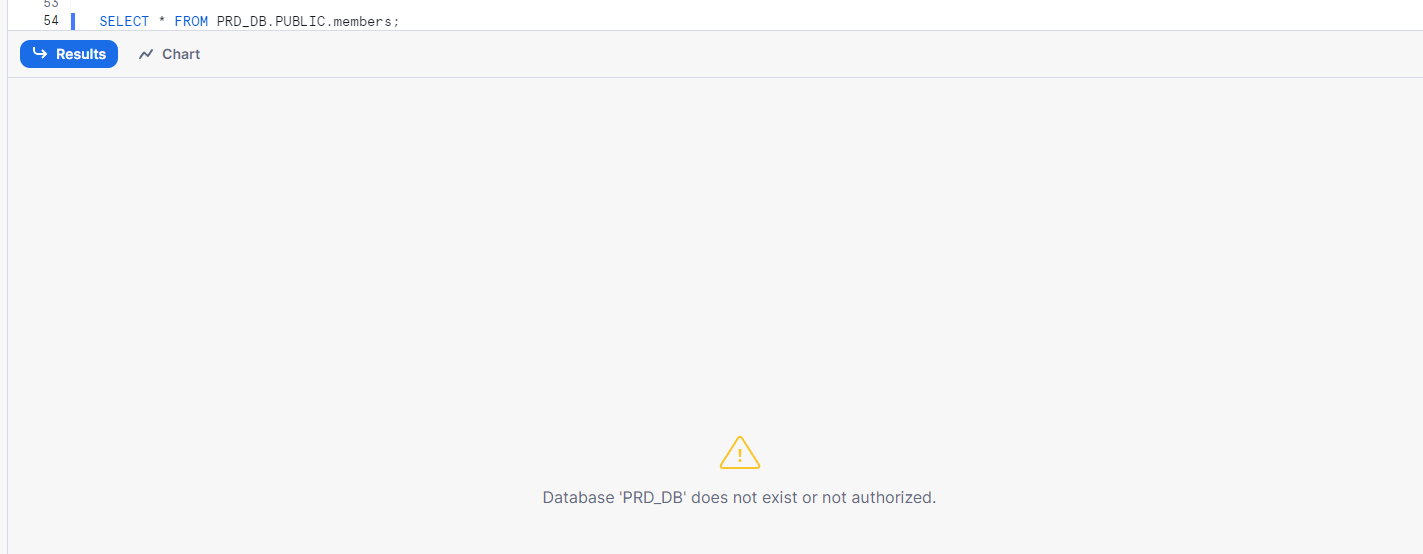 53
54 SELECT * FROM PRD_DB.PUBLIC.members;
Results Chart
Database 'PRD_DB' does not exist or not authorized.